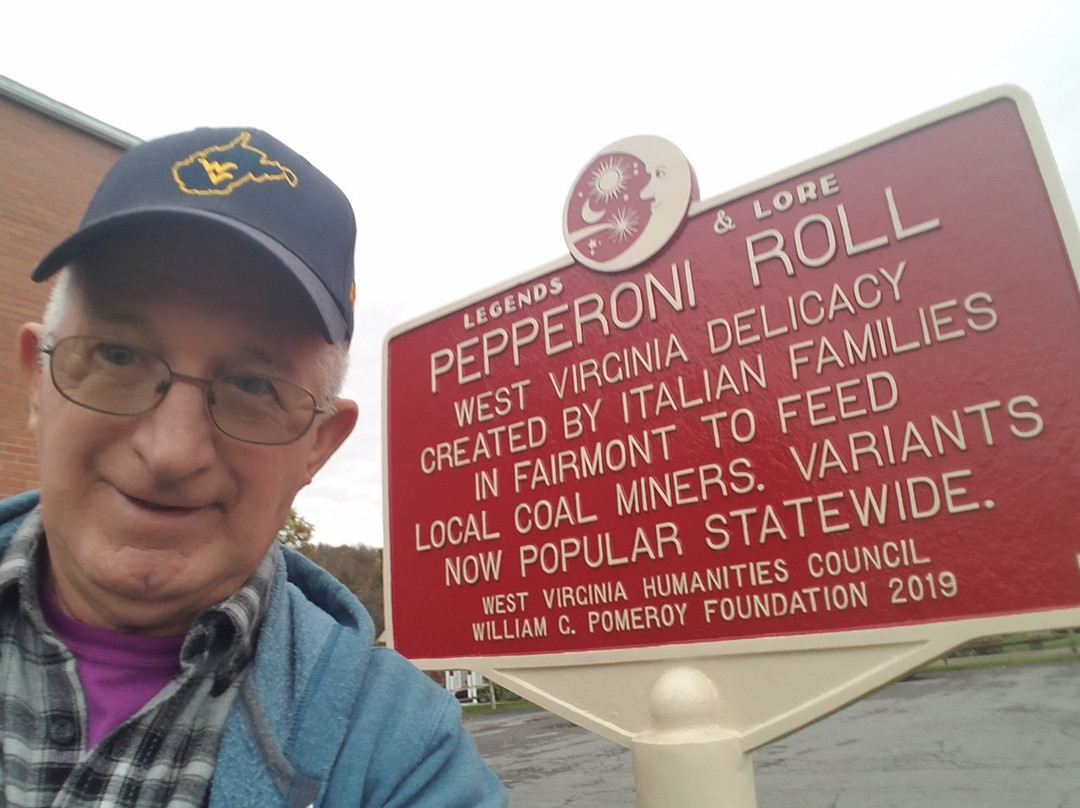 LEGENDS & LORE
PEPPERONI ROLL
WEST VIRGINIA DELICACY
CREATED BY ITALIAN FAMILIES
IN FAIRMONT TO FEED
LOCAL COAL MINERS. VARIANTS
NOW POPULAR STATEWIDE.
WEST VIRGINIA HUMANITIES COUNCIL
WILLIAM G. POMEROY FOUNDATION 2019